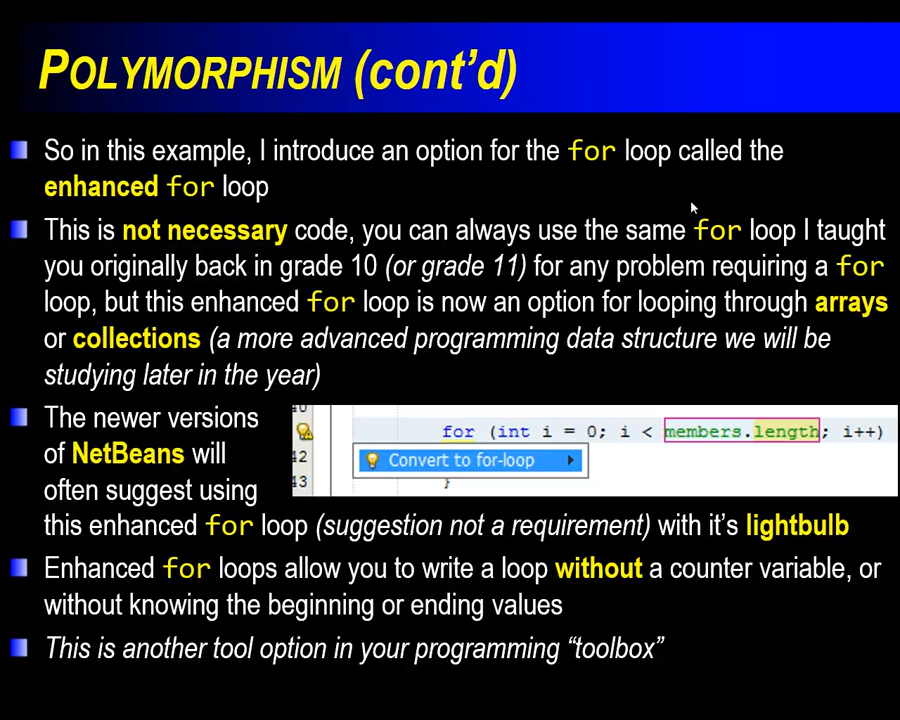 POLYMORPHISM (cont'd)
So in this example, I introduce an option for the for loop called the
enhanced for loop
This is not necessary code, you can always use the same for loop I taught
you originally back in grade 10 (or grade 11) for any problem requiring a for
loop, but this enhanced for loop is now an option for looping through arrays
or collections (a more advanced programming data structure we will be
studying later in the year)
The newer versions
of NetBeans will
often suggest using
40
for (int i = 0; i < members.length; i++)
42
Convert to for-loop
43
}
this enhanced for loop (suggestion not a requirement) with it's lightbulb
Enhanced for loops allow you to write a loop without a counter variable, or
without knowing the beginning or ending values
This is another tool option in your programming “toolbox”